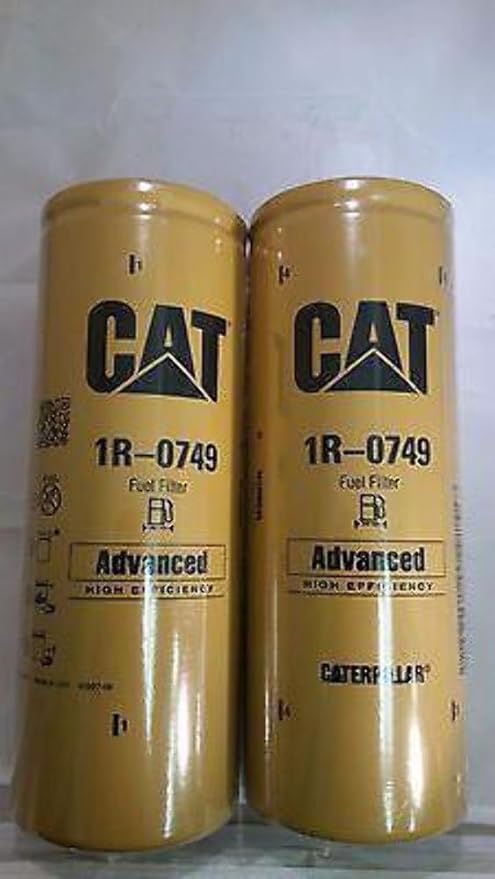 CAT
1R-0749
Fuel Filter
Advanced
HIGH EFFICIENCY
CAT
1R-0749
Fuel Filter
Advanced
HIGH EFFICIENCY
CATERPILLAR®